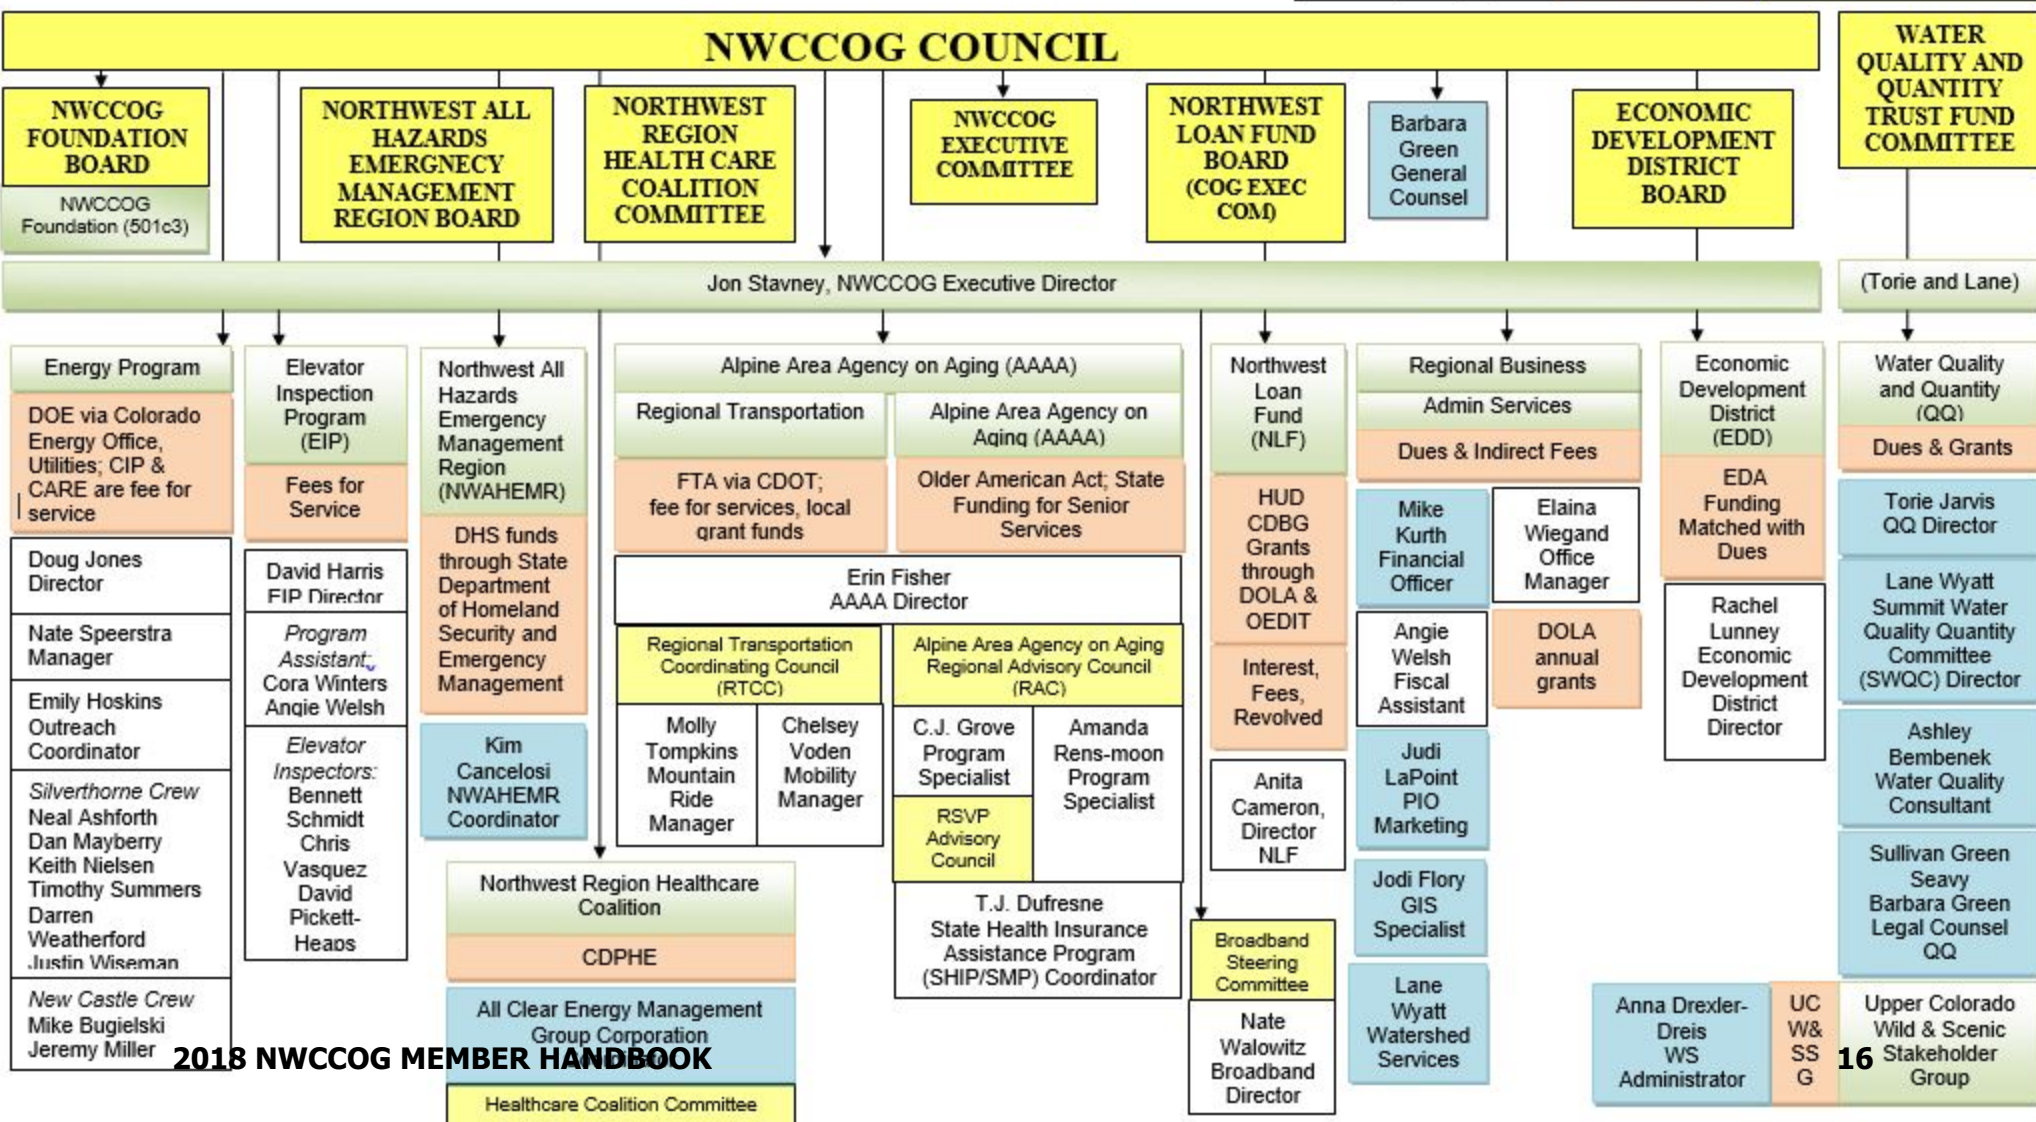 NWCCOG COUNCIL
WATER
QUALITY AND
QUANTITY
TRUST FUND
COMMITTEE
NWCCOG
FOUNDATION
BOARD
NWCCOG
Foundation (501c3)
NORTHWEST ALL
HAZARDS
EMERGNECY
MANAGEMENT
REGION BOARD
NORTHWEST
REGION
HEALTH CARE
COALITION
COMMITTEE
NWCCOG
EXECUTIVE
COMMITTEE
NORTHWEST
LOAN FUND
BOARD
(COG EXEC
COM)
Barbara
Green
General
Counsel
ECONOMIC
DEVELOPMENT
DISTRICT
BOARD
Jon Stavney, NWCCOG Executive Director
(Torie and Lane)
Energy Program
DOE via Colorado
Energy Office,
Utilities; CIP &
CARE are fee for
service
Doug Jones
Director
Nate Speerstra
Manager
Emily Hoskins
Outreach
Coordinator
Silverthorne Crew
Neal Ashforth
Dan Mayberry
Keith Nielsen
Timothy Summers
Darren
Weatherford
Justin Wiseman
New Castle Crew
Mike Bugielski
Jeremy Miller
Elevator
Inspection
Program
(EIP)
Fees for
Service
David Harris
EIP Director
Program
Assistant:
Cora Winters
Angie Welsh
Elevator
Inspectors:
Bennett
Schmidt
Chris
Vasquez
David
Pickett-
Heaps
Northwest All
Hazards
Emergency
Management
Region
(NWAHEMR)
DHS funds
through State
Department
of Homeland
Security and
Emergency
Management
Kim
Cancelosi
NWAHEMR
Coordinator
Northwest Region Healthcare
Coalition
CDPHE
All Clear Energy Management
Group Corporation
Healthcare Coalition Committee
Alpine Area Agency on Aging (AAAA)
Regional Transportation
FTA via CDOT;
fee for services, local
grant funds
Alpine Area Agency on
Aging (AAAA)
Older American Act; State
Funding for Senior
Services
Erin Fisher
AAAA Director
Regional Transportation
Coordinating Council
(RTCC)
Molly
Tompkins
Mountain
Ride
Manager
Chelsey
Voden
Mobility
Manager
Alpine Area Agency on Aging
Regional Advisory Council
(RAC)
C.J. Grove
Program
Specialist
RSVP
Advisory
Council
Amanda
Rens-moon
Program
Specialist
T.J. Dufresne
State Health Insurance
Assistance Program
(SHIP/SMP) Coordinator
Northwest
Loan
Fund
(NLF)
HUD
CDBG
Grants
through
DOLA &
OEDIT
Interest,
Fees,
Revolved
Anita
Cameron,
Director
NLF
Broadband
Steering
Committee
Nate
Walowitz
Broadband
Director
Regional Business
Admin Services
Dues & Indirect Fees
Mike
Kurth
Financial
Officer
Angie
Welsh
Fiscal
Assistant
Judi
LaPoint
PIO
Marketing
Jodi Flory
GIS
Specialist
Lane
Wyatt
Watershed
Services
Elaina
Wiegand
Office
Manager
DOLA
annual
grants
Economic
Development
District
(EDD)
EDA
Funding
Matched with
Dues
Rachel
Lunney
Economic
Development
District
Director
Water Quality
and Quantity
(QQ)
Dues & Grants
Torie Jarvis
QQ Director
Lane Wyatt
Summit Water
Quality Quantity
Committee
(SWQC) Director
Ashley
Bembenek
Water Quality
Consultant
Sullivan Green
Seavy
Barbara Green
Legal Counsel
QQ
Anna Drexler-
Dreis
WS
Administrator
UC
W&
SS
G
Upper Colorado
Wild & Scenic
Stakeholder
Group
2018 NWCCOG MEMBER HANDBOOK
16